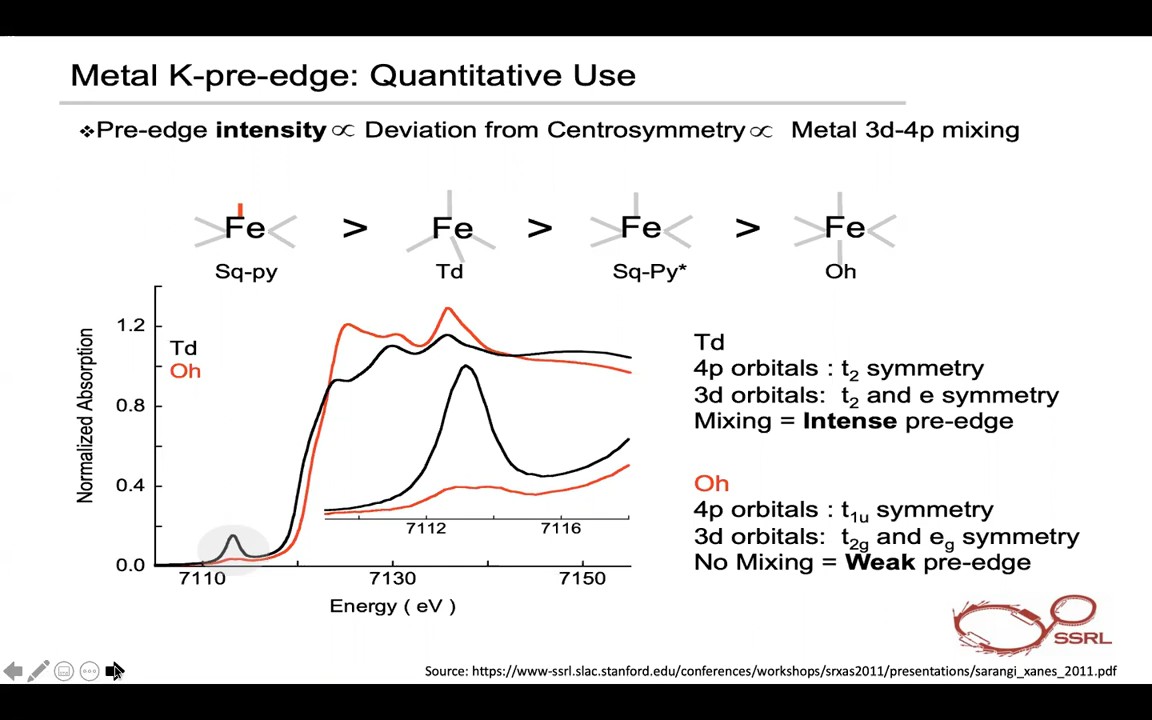 Metal K-pre-edge: Quantitative Use
❖Pre-edge intensity ∝ Deviation from Centrosymmetry ∝ Metal 3d-4p mixing
Fe > Fe > Fe > Fe
Sq-py Td Sq-Py* Oh
Normalized Absorption
1.2
0.8
0.4
0.0
Td
Oh
7112 7116
7110 7130 7150
Energy ( eV )
Td
4p orbitals : t₂ symmetry
3d orbitals: t₂ and e symmetry
Mixing = Intense pre-edge
Oh
4p orbitals : t₁ᵤ symmetry
3d orbitals: t₂g and eg symmetry
No Mixing = Weak pre-edge
SSRL
Source: https://www-ssrl.slac.stanford.edu/conferences/workshops/srxas2011/presentations/sarangi_xanes_2011.pdf